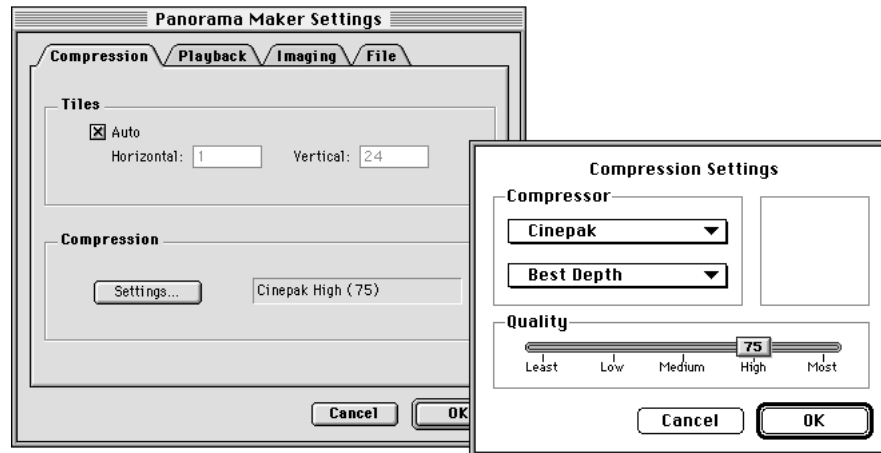 Panorama Maker Settings
Compression Playback Imaging File
Tiles
Auto
Horizontal: 1 Vertical: 24
Compression
Settings... Cinepak High (75)
Cancel OK
Compression Settings
Compressor
Cinepak
Best Depth
Quality
75
Least Low Medium High Most
Cancel OK